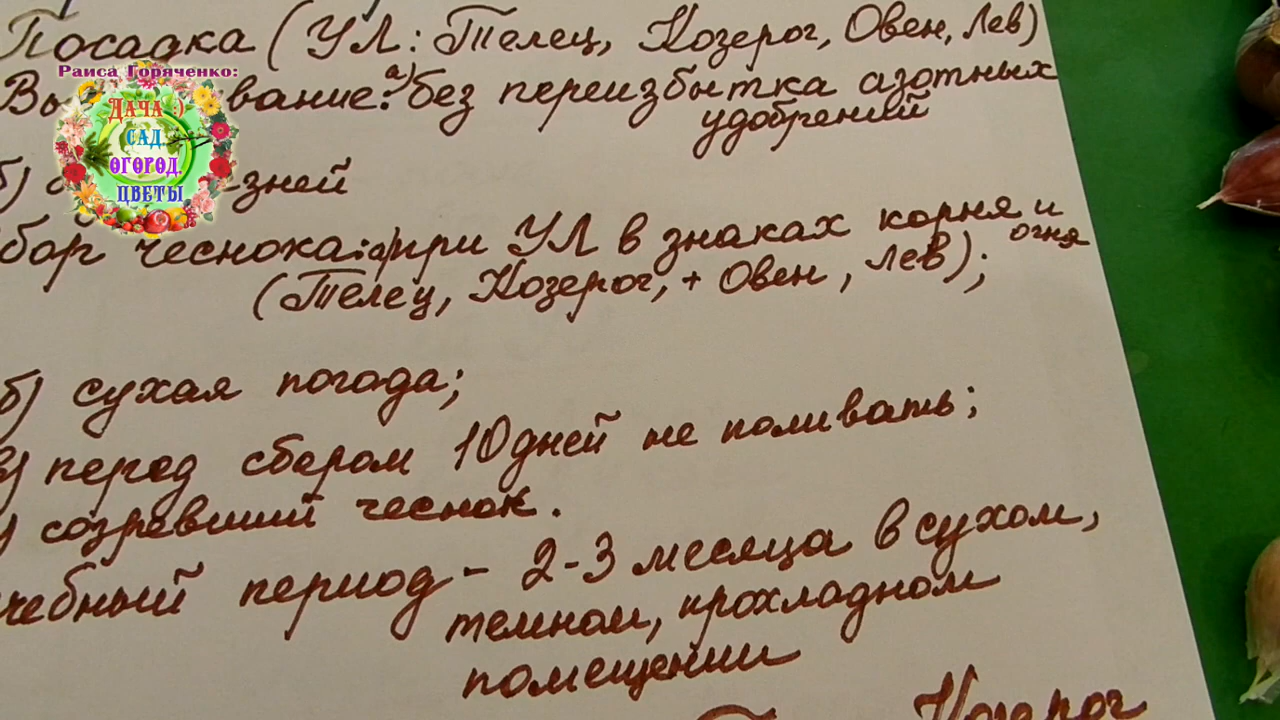 Посадка (УЛ: Телец, Козерог, Овен, Лев)
Раиса Горяченко:
Дача :)
сад,
огород,
цветы
вание: а) без переизбытка азотных
удобрений
б) зней
бор чеснока: а) при УЛ в знаках корня и
огня
(Телец, Козерог, + Овен, Лев);
б) сухая погода;
в) перед сбором 10 дней не поливать;
) созревший чеснок.
чебный период - 2-3 месяца в сухом,
темном, прохладном
помещении
Козерог